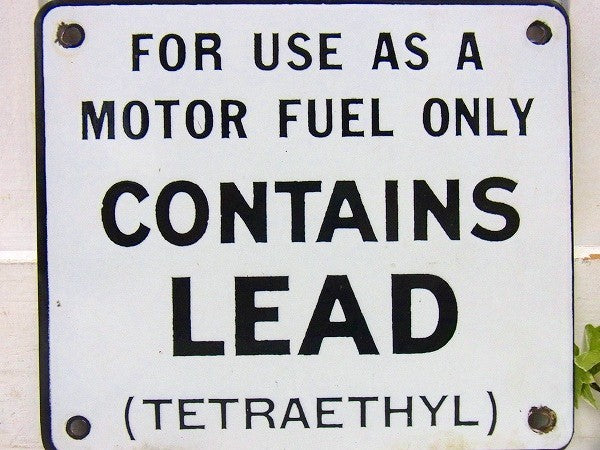 FOR USE AS A
MOTOR FUEL ONLY
CONTAINS
LEAD
(TETRAETHYL)